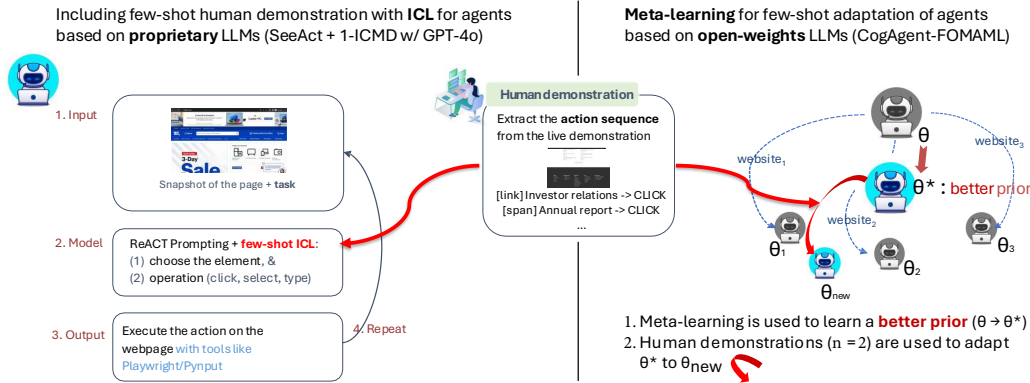 Including few-shot human demonstration with ICL for agents
based on proprietary LLMs (SeeAct + 1-ICMD w/ GPT-4o)
1. Input
3-Day
Sale
Snapshot of the page + task
2. Model
ReACT Prompting + few-shot ICL:
(1) choose the element, &
(2) operation (click, select, type)
3. Output
Execute the action on the
webpage with tools like
Playwright/Pynput
4. Repeat
Human demonstration
Extract the action sequence
from the live demonstration
[link] Investor relations -> CLICK
[span] Annual report -> CLICK
...
Meta-learning for few-shot adaptation of agents
based on open-weights LLMs (CogAgent-FOMAML)
θ
website₁
website₃
θ* : better prior
website₂
θ₁
θ₂
θ₃
θnew
1. Meta-learning is used to learn a better prior (θ → θ*)
2. Human demonstrations (n = 2) are used to adapt
θ* to θnew